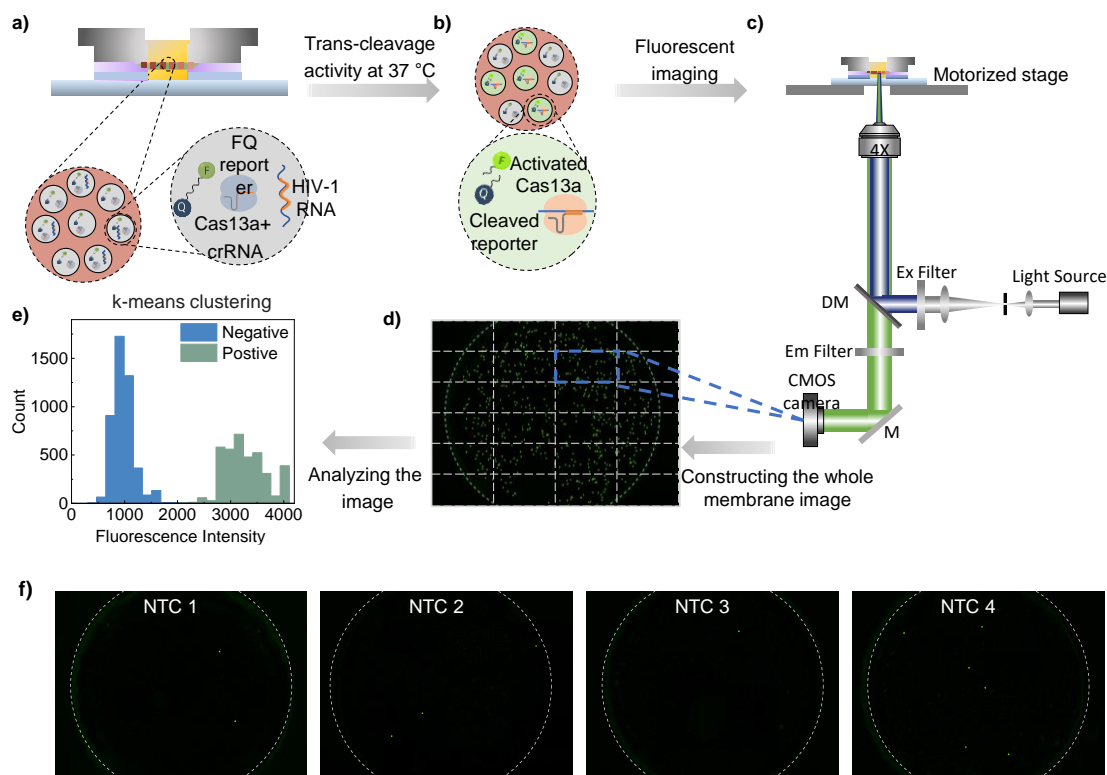 a)
Trans-cleavage
activity at 37 °C
b)
Fluorescent
imaging
c)
Motorized stage
4X
FQ
report
er
F
Q
HIV-1
RNA
Cas13a+
crRNA
F
Q
Activated
Cas13a
Cleaved
reporter
Ex Filter
Light Source
DM
Em Filter
CMOS
camera
M
k-means clustering
e)
Negative
Postive
1500
1000
500
0
Count
0
1000
2000
3000
4000
Fluorescence Intensity
Analyzing the
image
d)
Constructing the whole
membrane image
f)
NTC 1
NTC 2
NTC 3
NTC 4